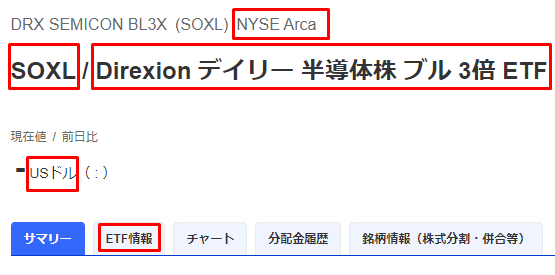 DRX SEMICON BL3X (SOXL) NYSE Arca
SOXL / Direxion デイリー 半導体株 ブル 3倍 ETF
現在値 / 前日比
-USドル ( : )
サマリー ETF情報 チャート 分配金履歴 銘柄情報（株式分割・併合等）